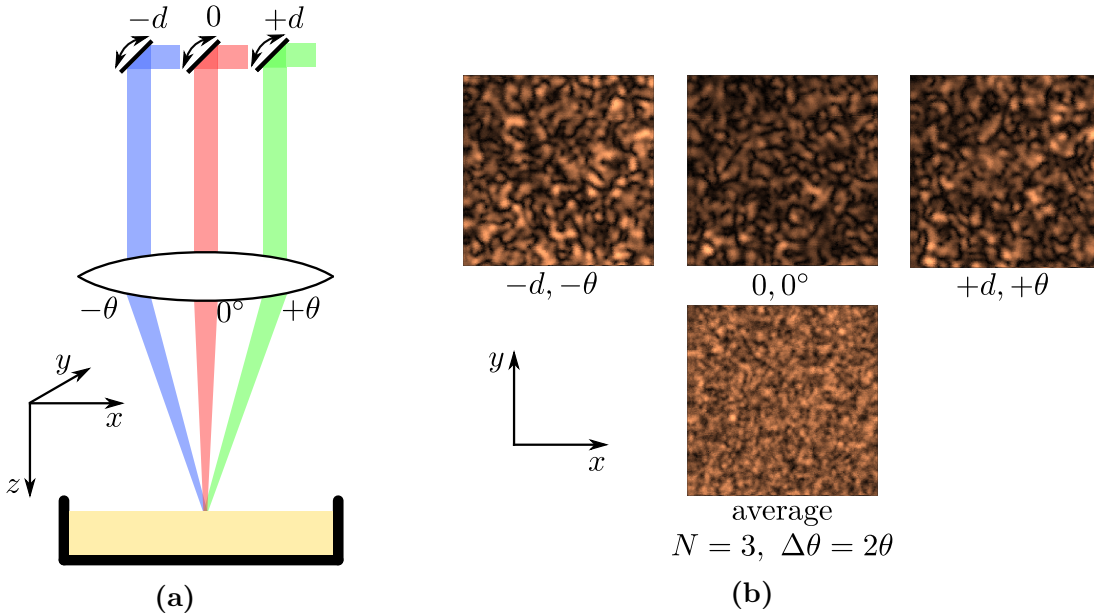 −d 0 +d
−θ 0° +θ
y
x
z
(a)
−d, −θ 0, 0° +d, +θ
y
x
average
N = 3, Δθ = 2θ
(b)